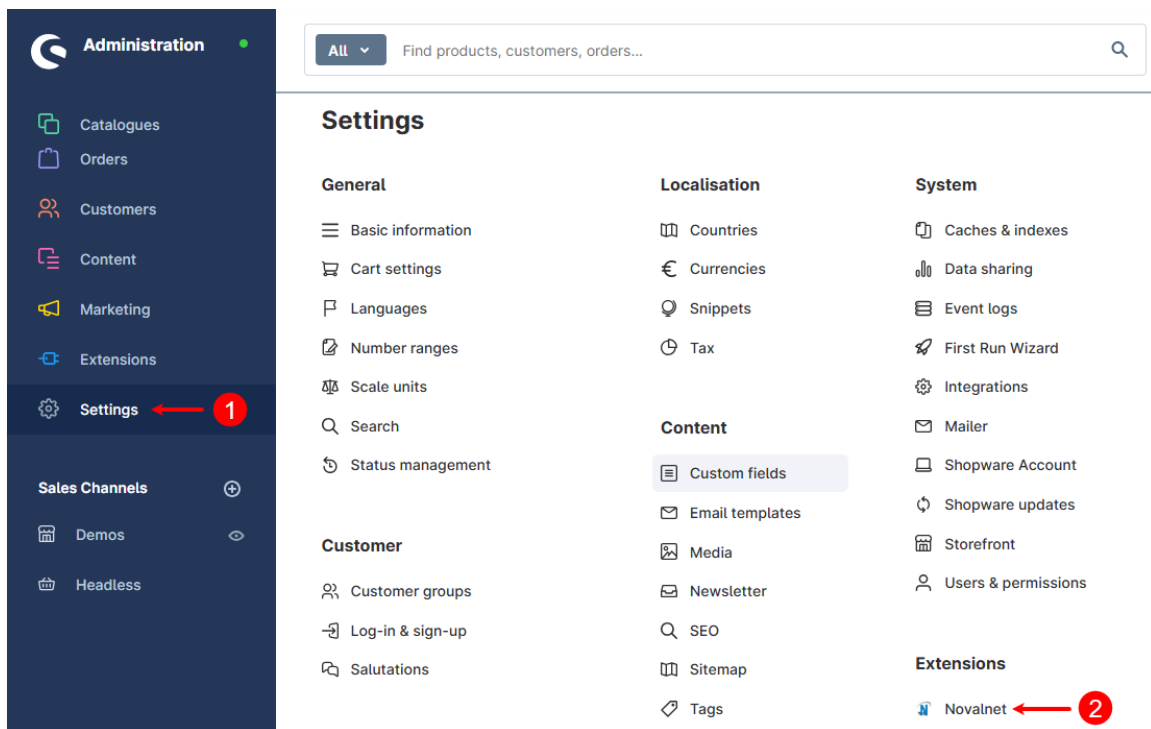 Administration
Catalogues
Orders
Customers
Content
Marketing
Extensions
Settings
1
Sales Channels
Demos
Headless
All
Find products, customers, orders...
Settings
General
Basic information
Cart settings
Languages
Number ranges
Scale units
Search
Status management
Customer
Customer groups
Log-in & sign-up
Salutations
Localisation
Countries
Currencies
Snippets
Tax
Content
Custom fields
Email templates
Media
Newsletter
SEO
Sitemap
Tags
System
Caches & indexes
Data sharing
Event logs
First Run Wizard
Integrations
Mailer
Shopware Account
Shopware updates
Storefront
Users & permissions
Extensions
Novalnet
2